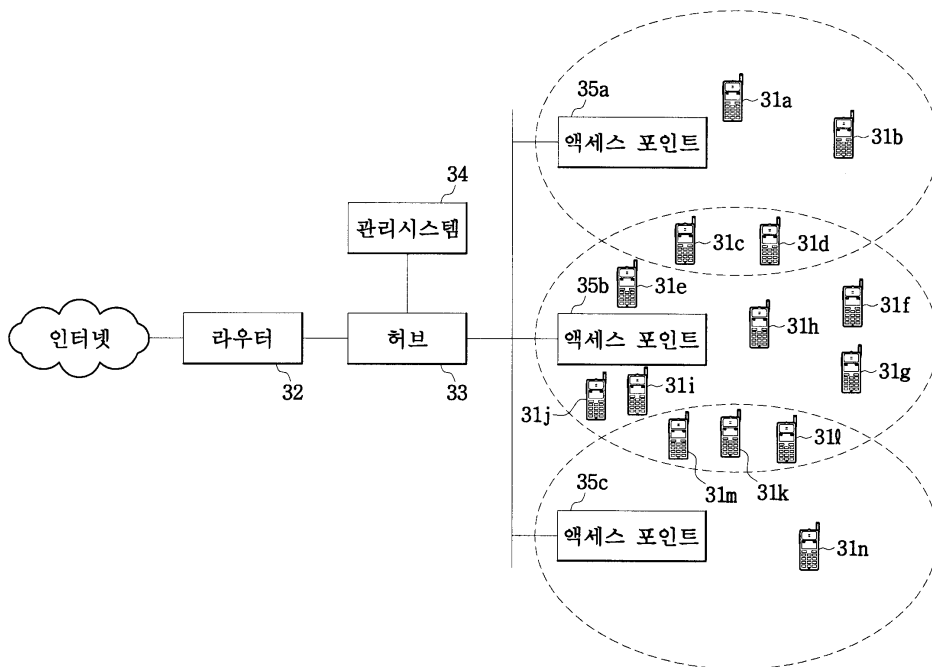 35a
액세스 포인트
31a
31b
34
관리시스템
31c
31d
35b
액세스 포인트
31e
31f
31h
31g
인터넷
라우터
32
허브
33
31i
31j
31m
31k
31ℓ
35c
액세스 포인트
31n